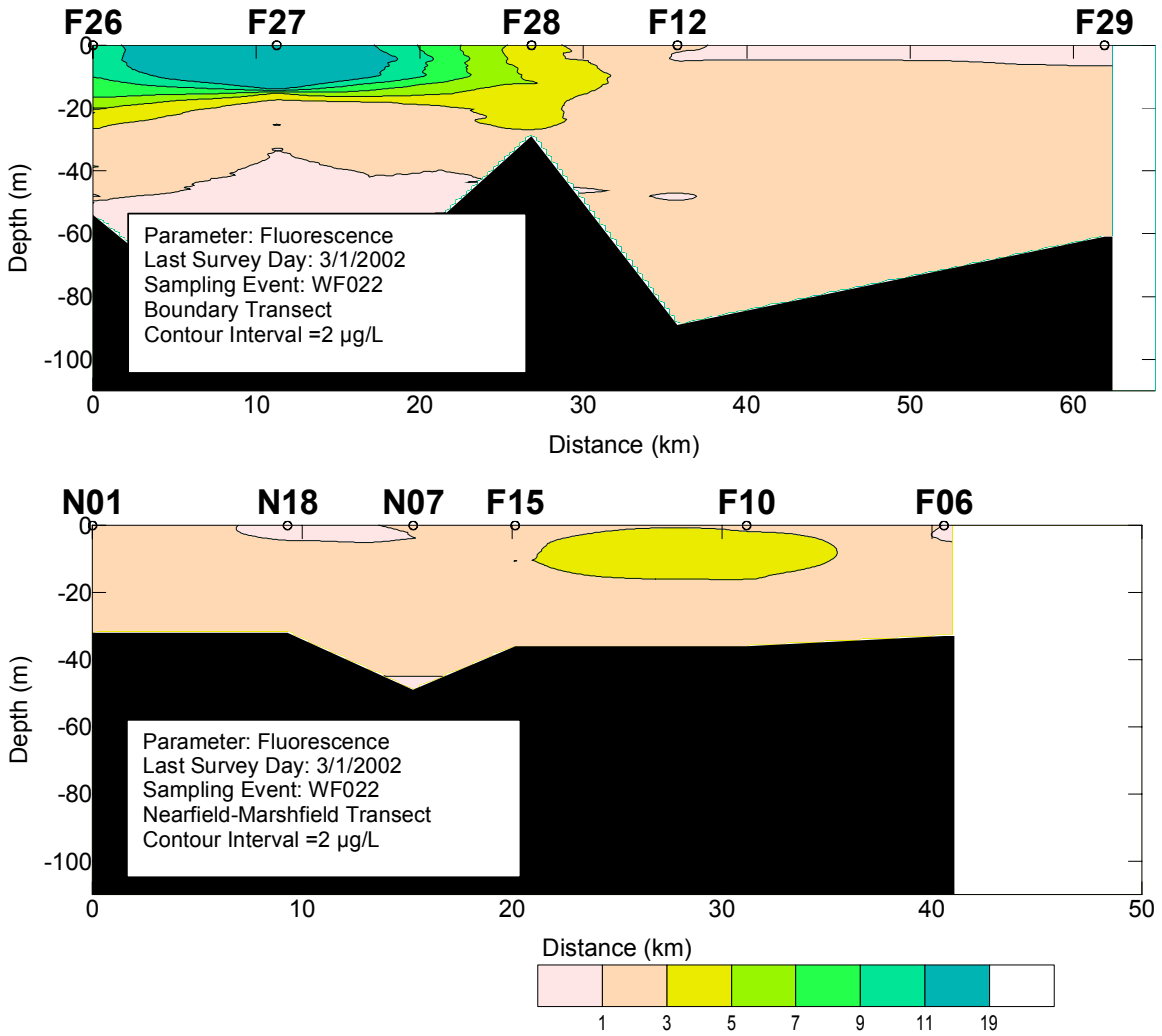 F26 F27 F28 F12 F29
0
-20
-40
-60
-80
-100
Depth (m)
Parameter: Fluorescence
Last Survey Day: 3/1/2002
Sampling Event: WF022
Boundary Transect
Contour Interval =2 µg/L
0 10 20 30 40 50 60
Distance (km)
N01 N18 N07 F15 F10 F06
0
-20
-40
-60
-80
-100
Depth (m)
Parameter: Fluorescence
Last Survey Day: 3/1/2002
Sampling Event: WF022
Nearfield-Marshfield Transect
Contour Interval =2 µg/L
0 10 20 30 40 50
Distance (km)
1 3 5 7 9 11 19